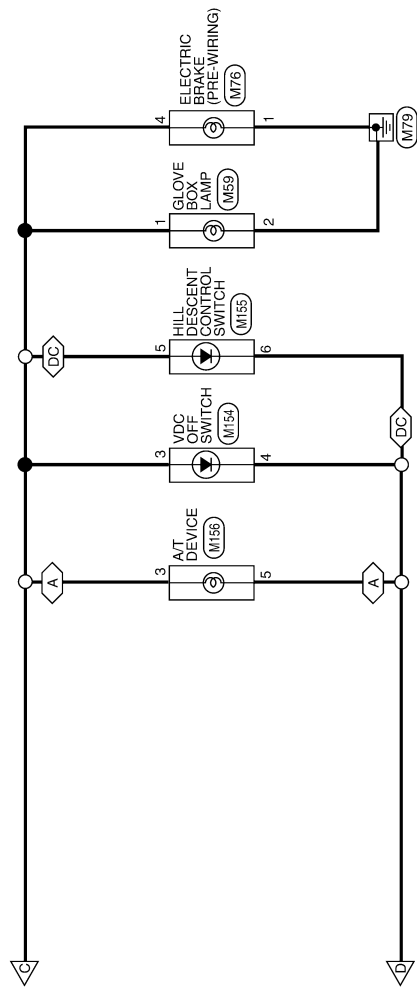 C
A
DC
3
A/T
DEVICE
M156
5
3
VDC
OFF
SWITCH
M154
4
5
HILL
DESCENT
CONTROL
SWITCH
M155
6
1
GLOVE
BOX
LAMP
M59
2
4
ELECTRIC
BRAKE
(PRE-WIRING)
M76
1
A
DC
D
M79